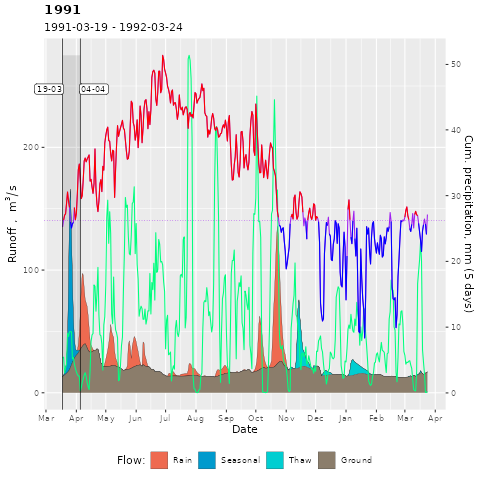 1991
1991-03-19 - 1992-03-24
Runoff , m^3/s
200
100
0
19-03
04-04
50
40
30
20
10
0
Cum.precipitation, mm (5 days)
Mar Apr May Jun Jul Aug Sep Oct Nov Dec Jan Feb Mar Apr
Date
Flow: Rain Seasonal Thaw Ground